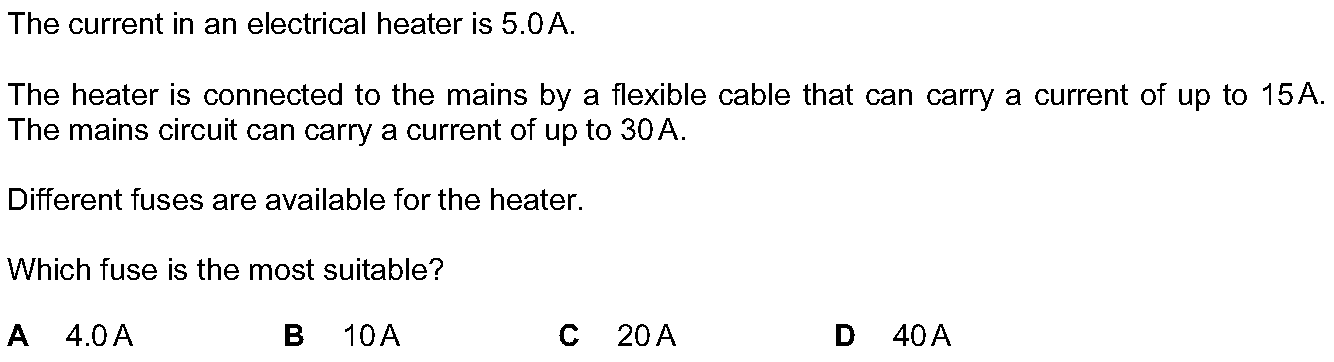 The current in an electrical heater is 5.0 A.
The heater is connected to the mains by a flexible cable that can carry a current of up to 15 A.
The mains circuit can carry a current of up to 30 A.
Different fuses are available for the heater.
Which fuse is the most suitable?
A 4.0 A B 10 A C 20 A D 40 A